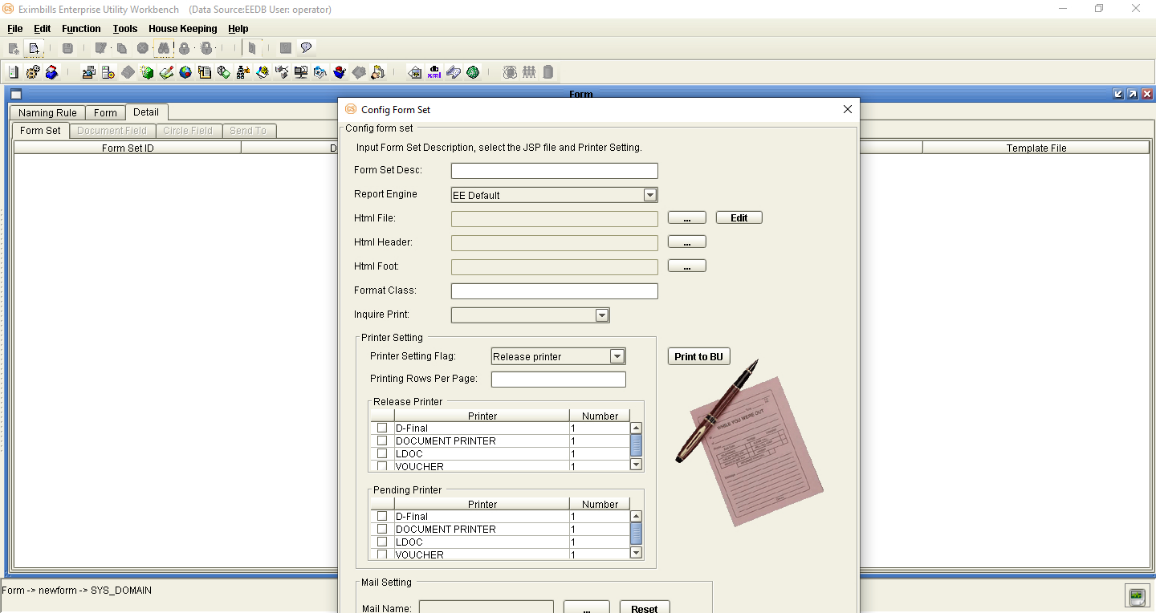 Eximbills Enterprise Utility Workbench (Data Source:EEDB User: operator)
File Edit Function Tools House Keeping Help
Form
Naming Rule Form Detail
Form Set Document Field Circle Field Send To
Form Set ID D Template File
Config Form Set
Config form set
Input Form Set Description, select the JSP file and Printer Setting.
Form Set Desc:
Report Engine EE Default
Html File: ... Edit
Html Header: ...
Html Foot: ...
Format Class:
Inquire Print:
Printer Setting
Printer Setting Flag: Release printer Print to BU
Printing Rows Per Page:
Release Printer
Printer Number
D-Final 1
DOCUMENT PRINTER 1
LDOC 1
VOUCHER 1
WHILE YOU WERE OUT
Pending Printer
Printer Number
D-Final 1
DOCUMENT PRINTER 1
LDOC 1
VOUCHER 1
Mail Setting
Mail Name: ... Reset
Form -> newform -> SYS_DOMAIN